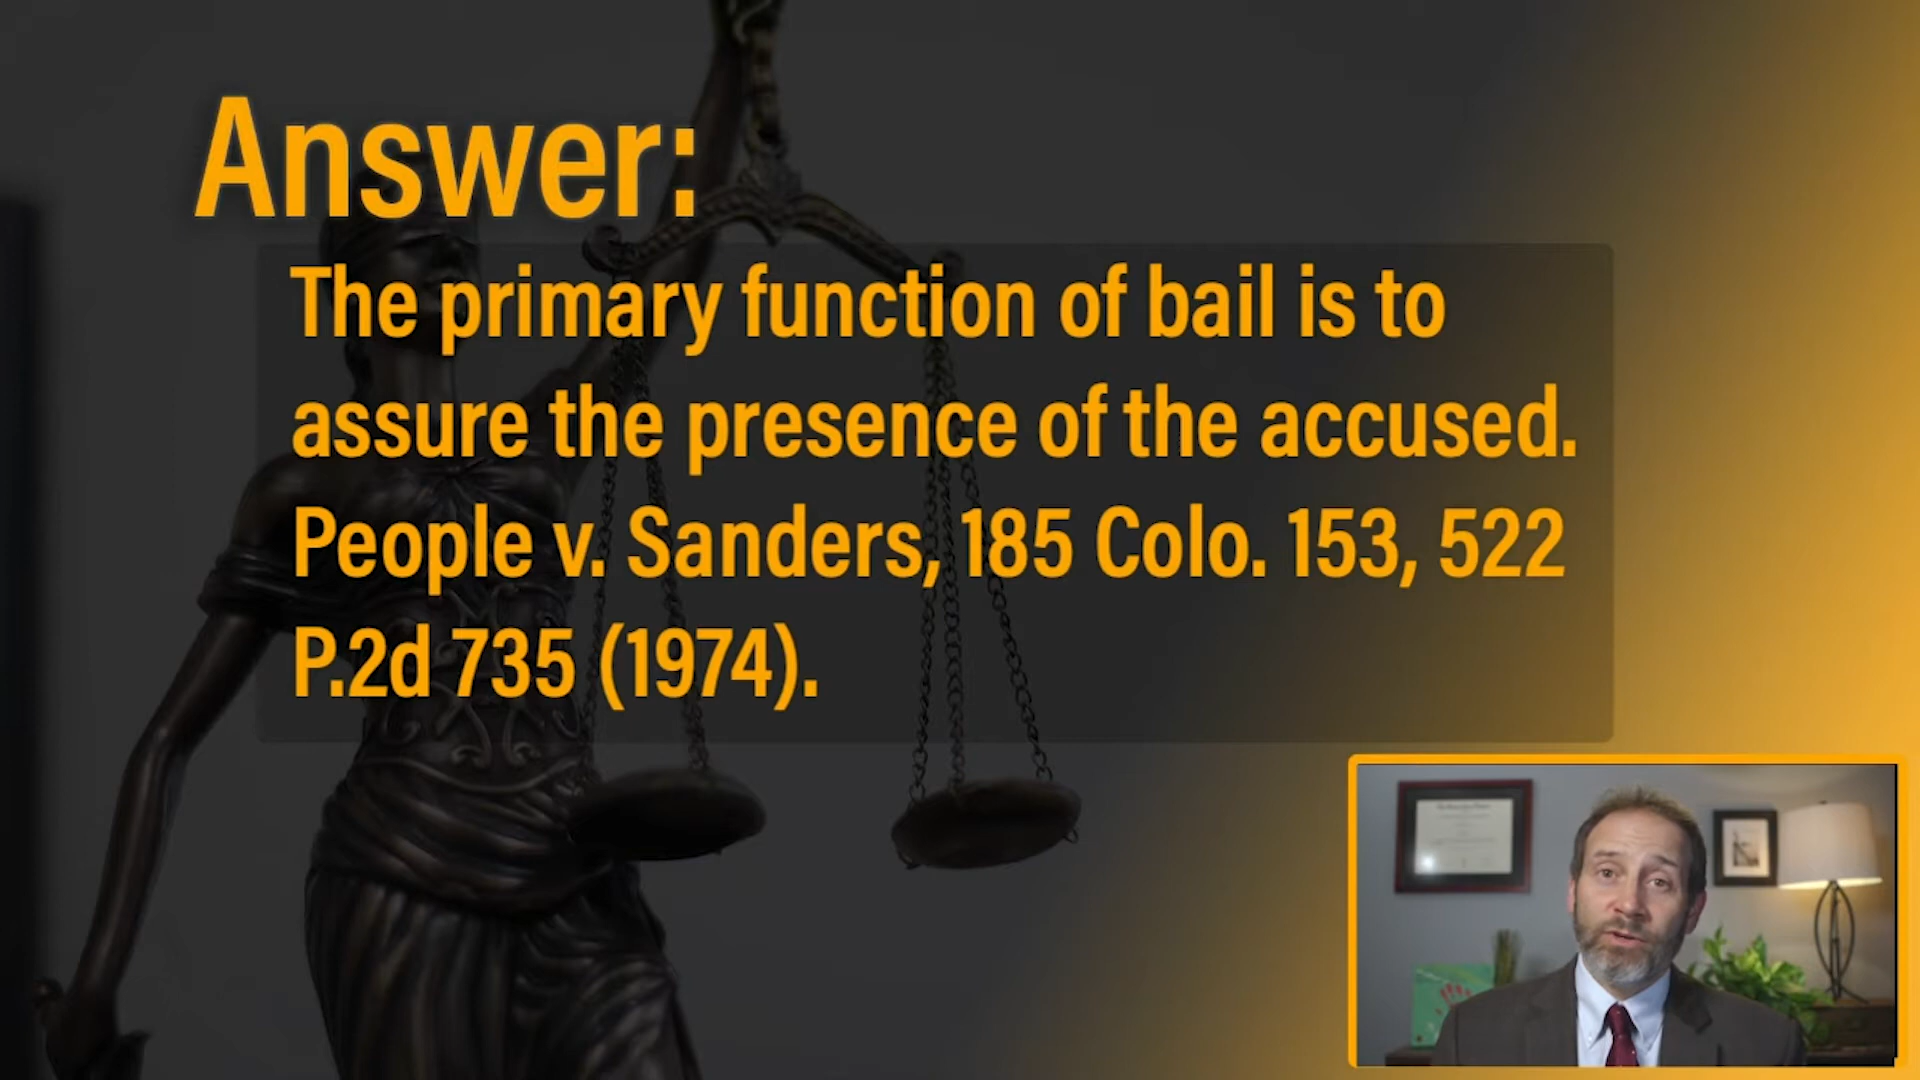 Answer:
The primary function of bail is to
assure the presence of the accused.
People v. Sanders, 185 Colo. 153, 522
P.2d 735 (1974).